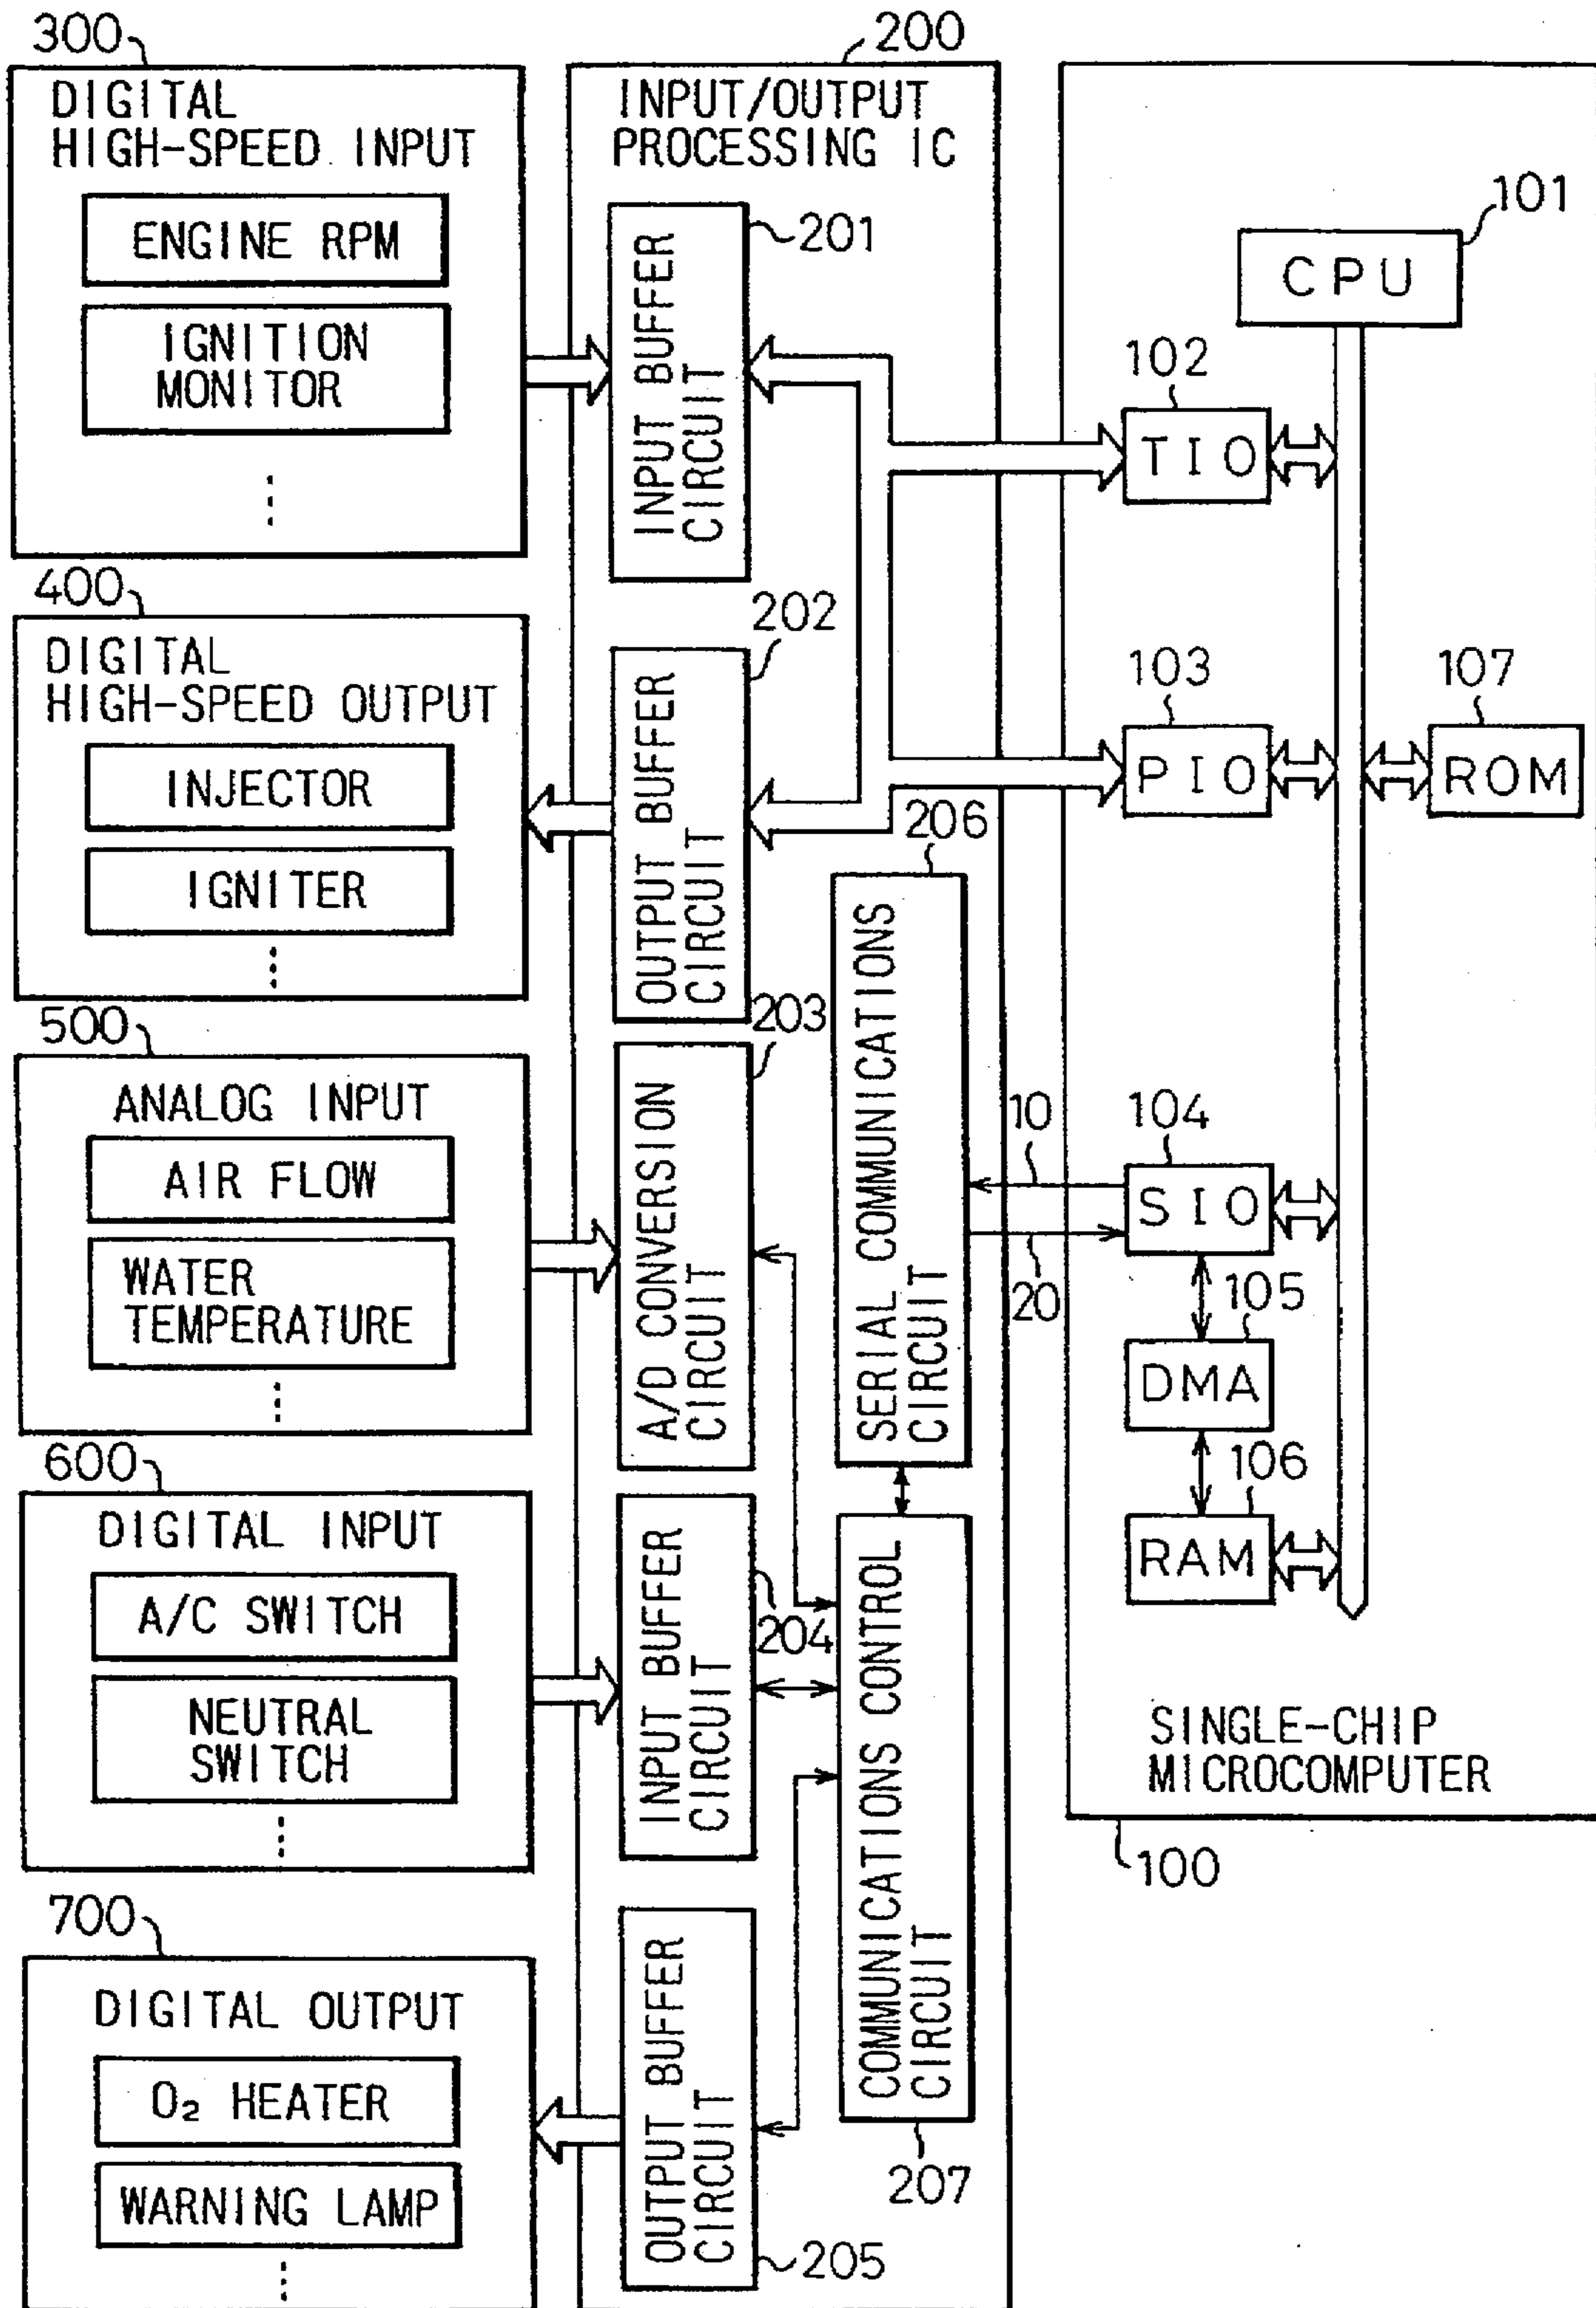 300
DIGITAL
HIGH-SPEED INPUT
ENGINE RPM
IGNITION
MONITOR
400
DIGITAL
HIGH-SPEED OUTPUT
INJECTOR
IGNITER
500
ANALOG INPUT
AIR FLOW
WATER
TEMPERATURE
600
DIGITAL INPUT
A/C SWITCH
NEUTRAL
SWITCH
700
DIGITAL OUTPUT
O₂ HEATER
WARNING LAMP
200
INPUT/OUTPUT
PROCESSING IC
201
INPUT BUFFER
CIRCUIT
202
OUTPUT BUFFER
CIRCUIT
203
A/D CONVERSION
CIRCUIT
204
INPUT BUFFER
CIRCUIT
205
OUTPUT BUFFER
CIRCUIT
206
SERIAL COMMUNICATIONS
CIRCUIT
207
COMMUNICATIONS CONTROL
CIRCUIT
10
20
101
CPU
102
TIO
103
PIO
107
ROM
104
SIO
105
DMA
106
RAM
SINGLE-CHIP
MICROCOMPUTER
100